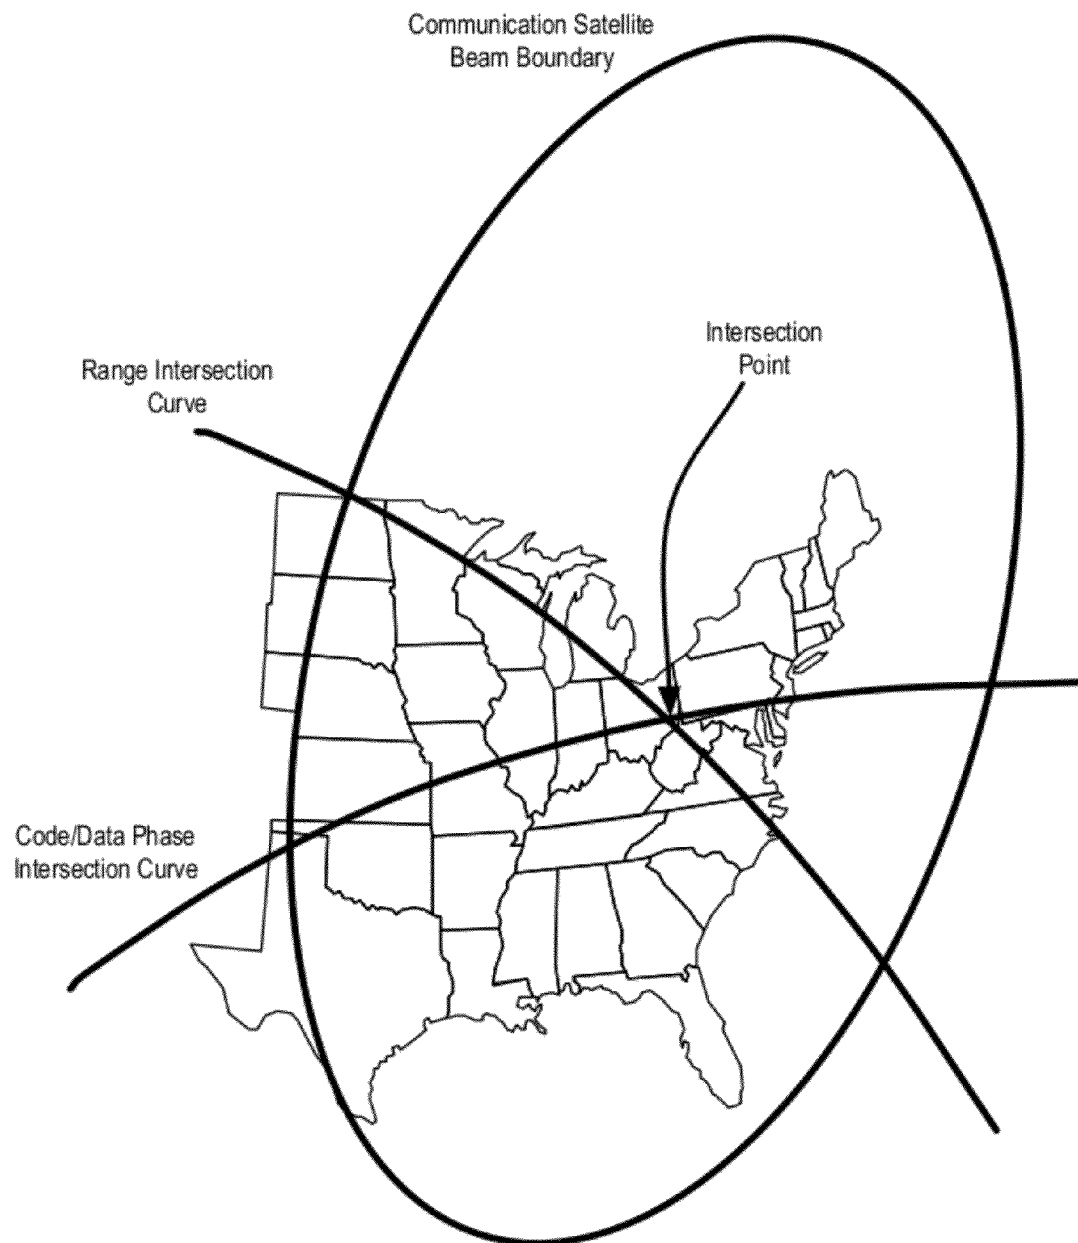 Communication Satellite
Beam Boundary
Intersection
Point
Range Intersection
Curve
Code/Data Phase
Intersection Curve